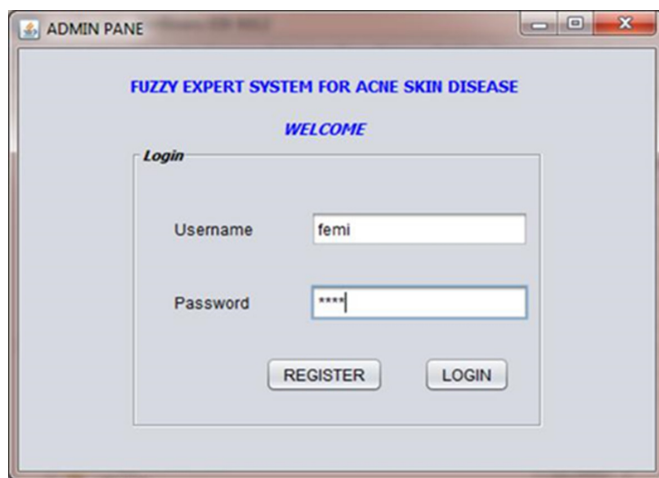 ADMIN PANE
FUZZY EXPERT SYSTEM FOR ACNE SKIN DISEASE
WELCOME
Login
Username femi
Password ****
REGISTER LOGIN